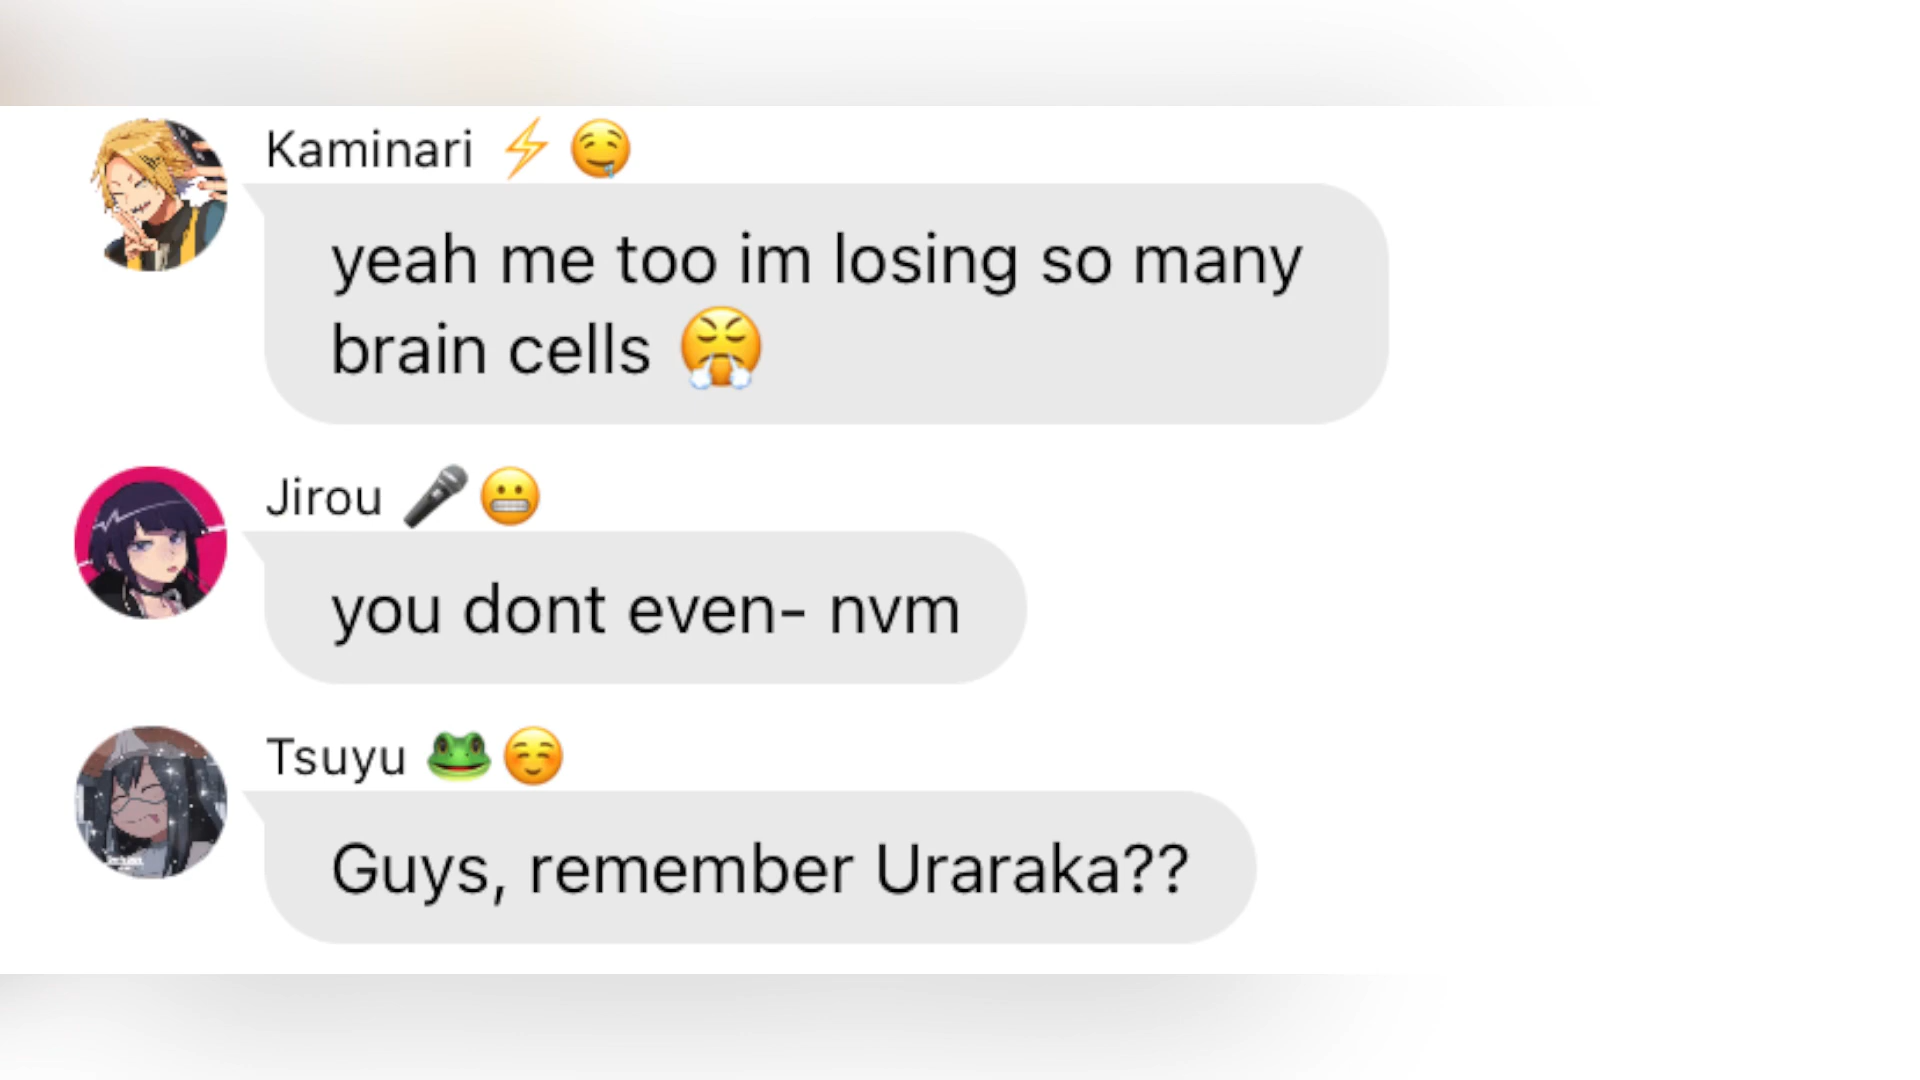 Kaminari ⚡🤤
yeah me too im losing so many
brain cells 😤
Jirou 🎤😬
you dont even- nvm
Tsuyu 🐸☺️
Guys, remember Uraraka??